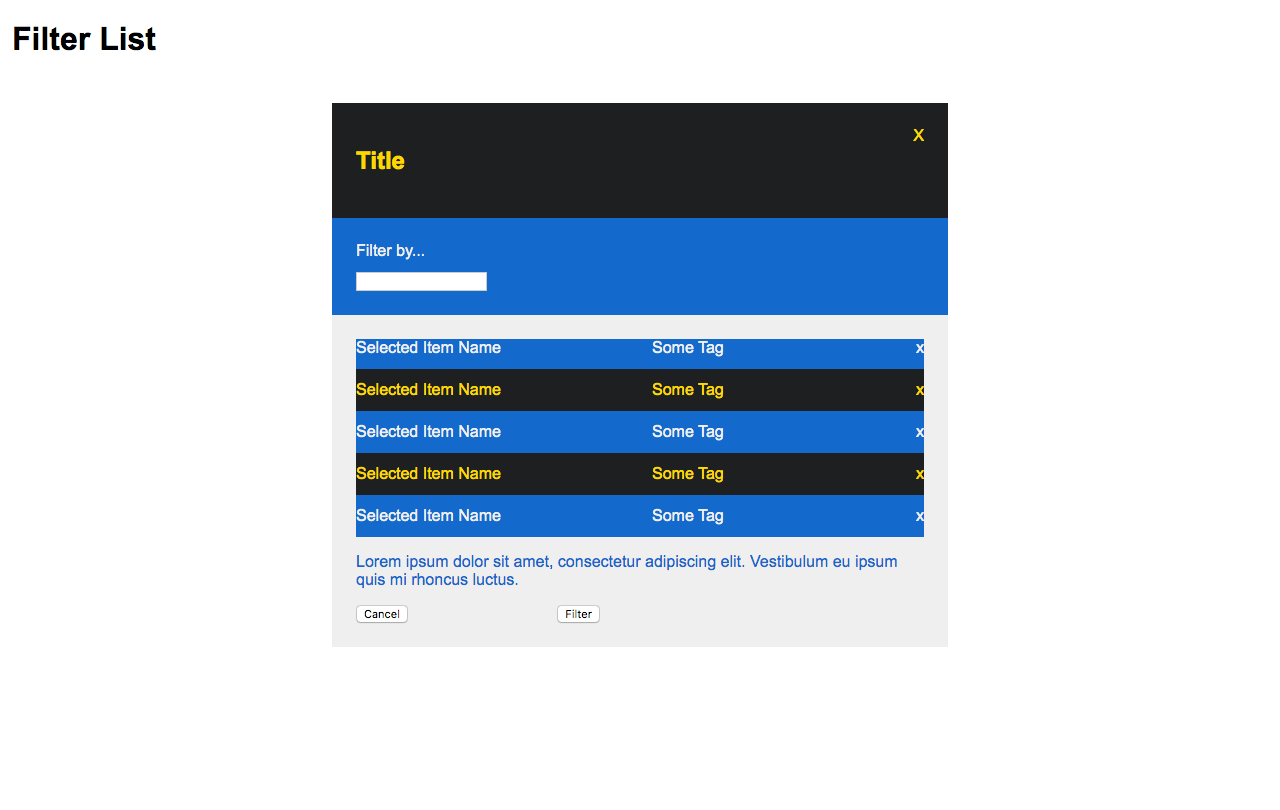 Filter List
X
Title
Filter by...
Selected Item Name Some Tag x
Selected Item Name Some Tag x
Selected Item Name Some Tag x
Selected Item Name Some Tag x
Selected Item Name Some Tag x
Lorem ipsum dolor sit amet, consectetur adipiscing elit. Vestibulum eu ipsum
quis mi rhoncus luctus.
Cancel Filter